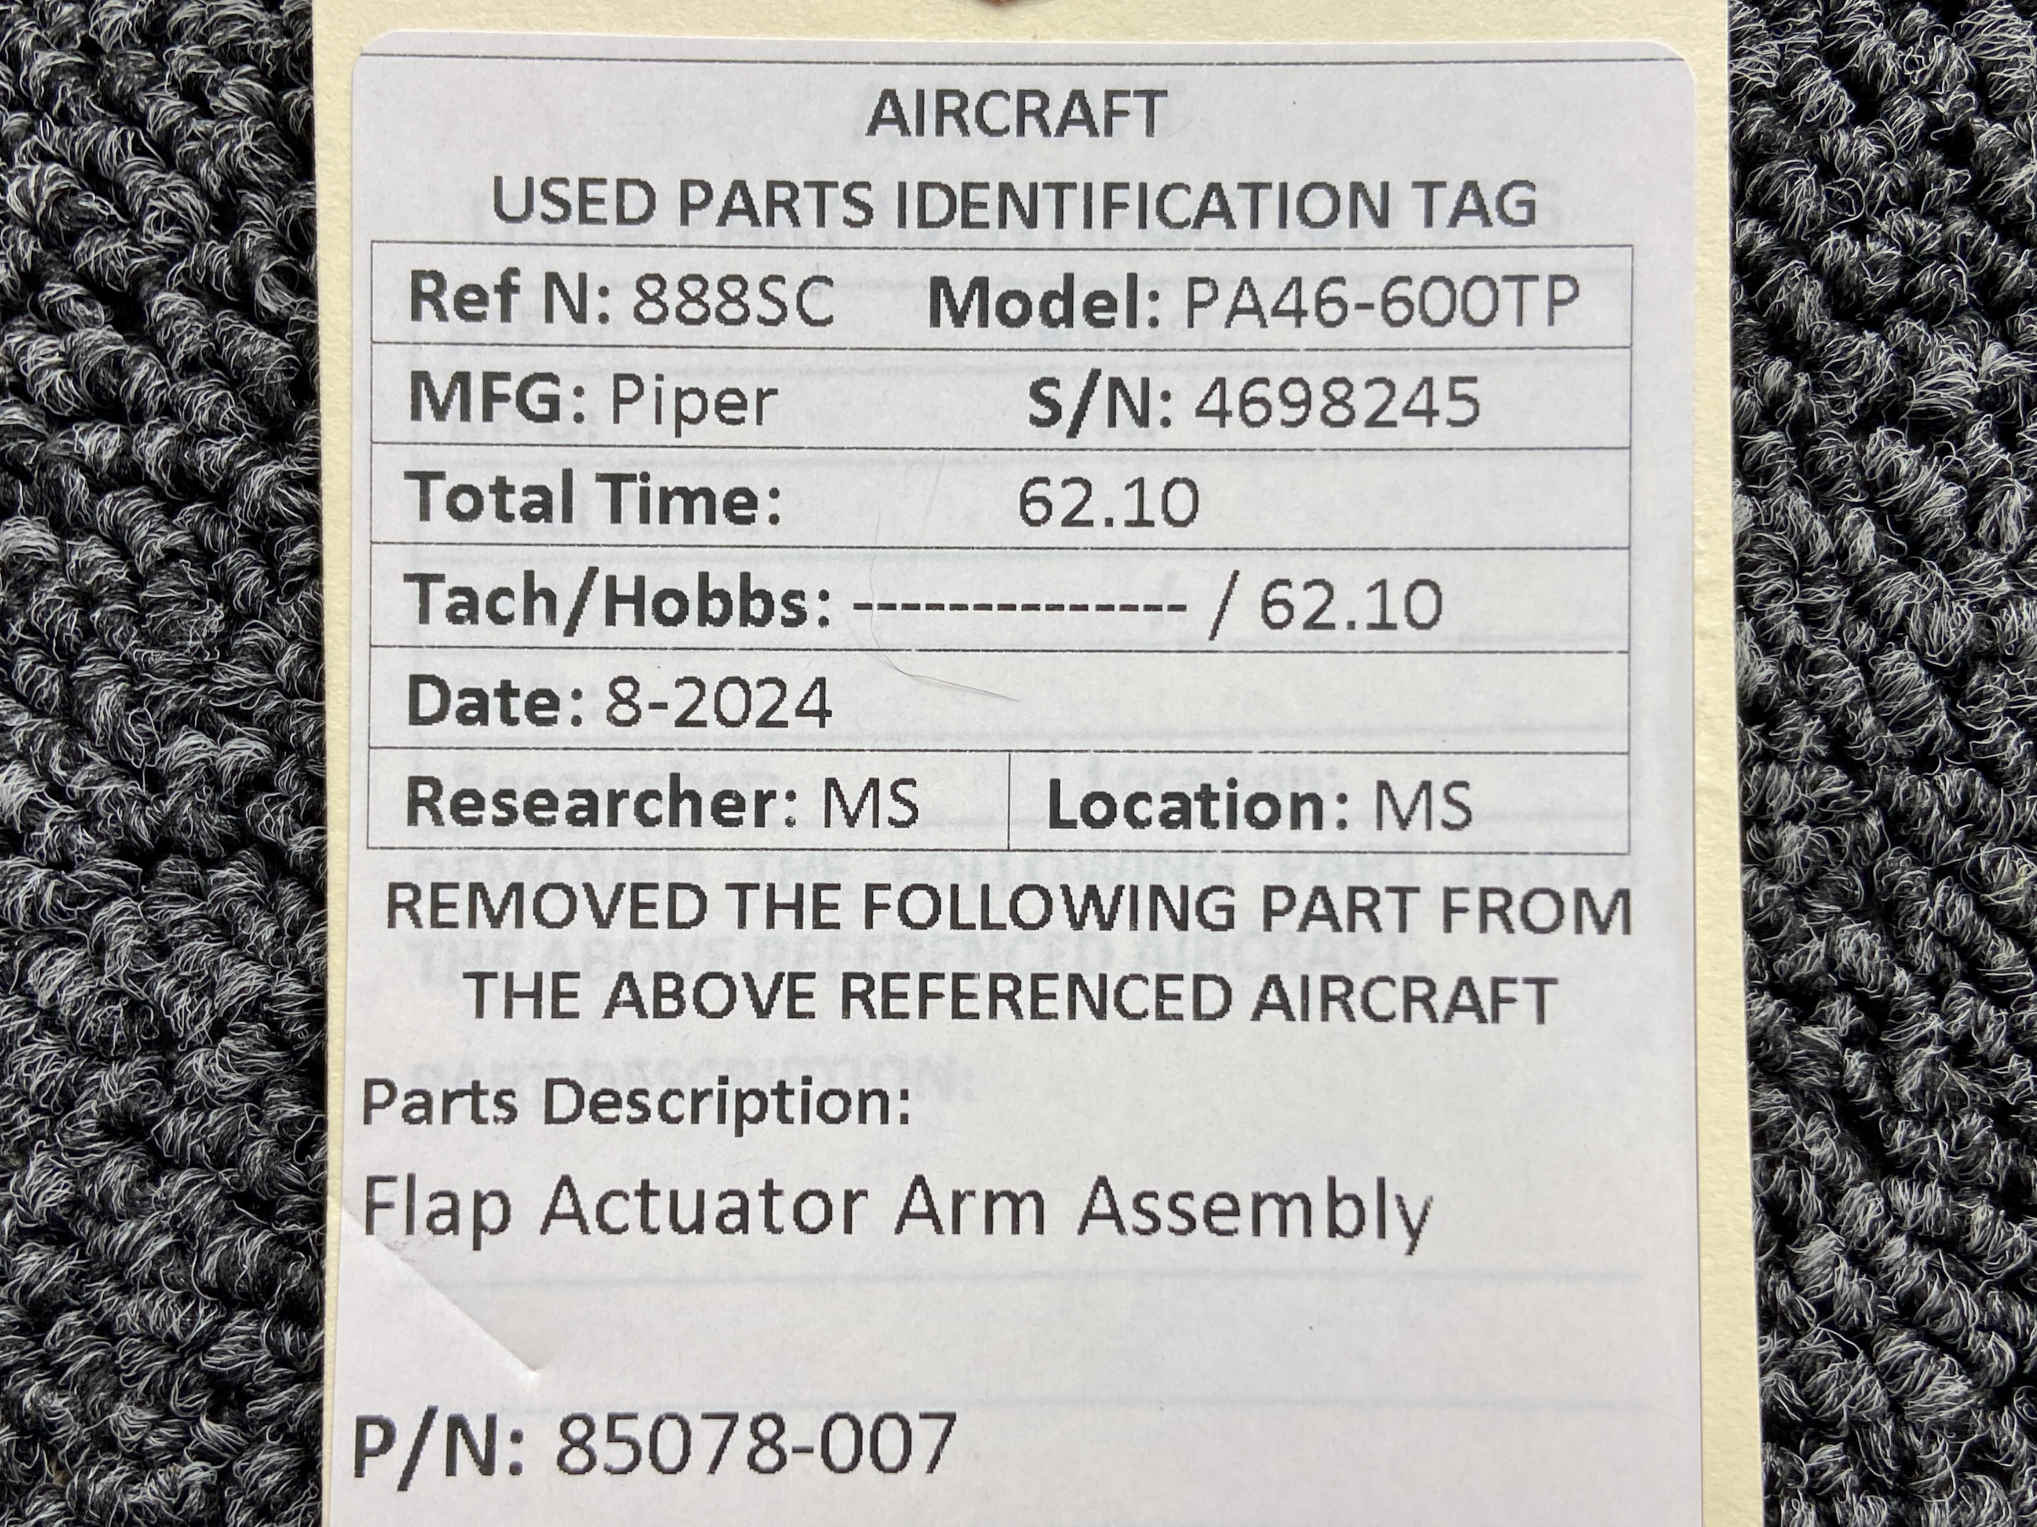 AIRCRAFT
USED PARTS IDENTIFICATION TAG
Ref N: 888SC Model: PA46-600TP
MFG: Piper S/N: 4698245
Total Time: 62.10
Tach/Hobbs: -------------- / 62.10
Date: 8-2024
Researcher: MS Location: MS
REMOVED THE FOLLOWING PART FROM
THE ABOVE REFERENCED AIRCRAFT
Parts Description:
Flap Actuator Arm Assembly
P/N: 85078-007